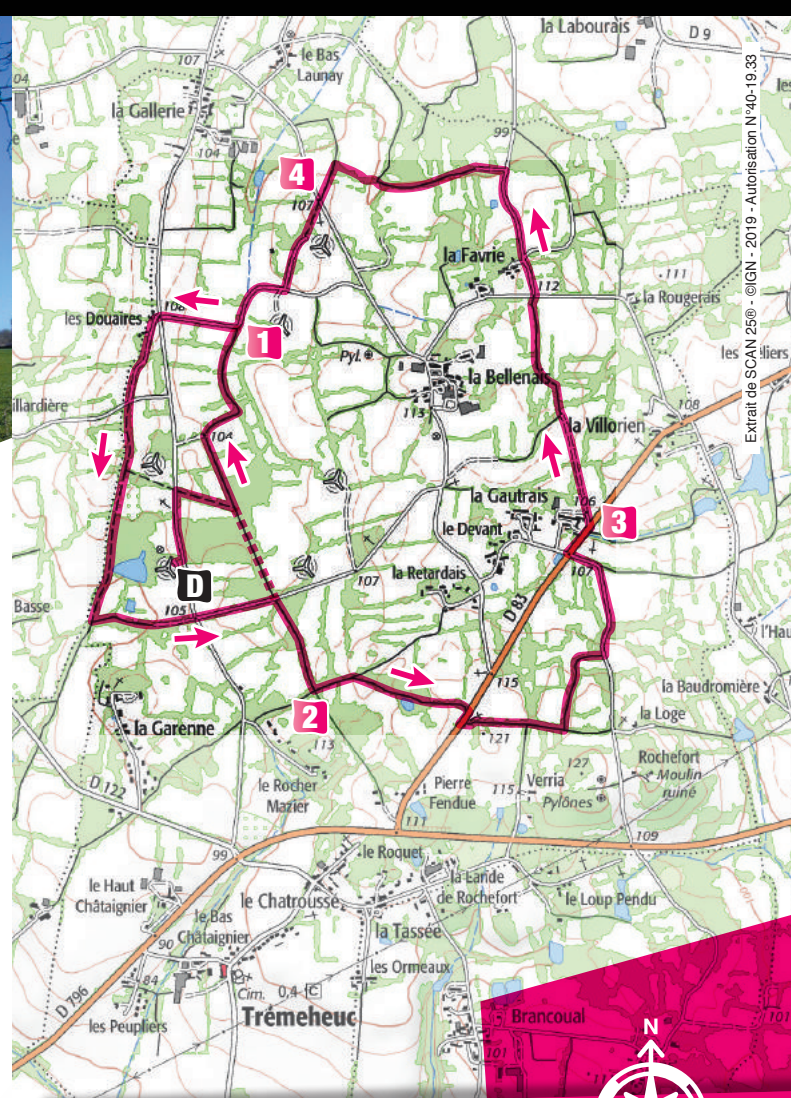 la Labourais
D 9
107
le Bas
Launay
04
la Gallerie
104
99
4
107
la Favrie
111
112
la Rougerais
les Douaires
108
1
Pyl.
la Bellenais
113
108
la Villorien
104
la Gautrais
106
3
le Devant
107
D
107
la Retardais
D 83
Basse
105
115
la Baudromière
2
la Loge
la Garenne
121
113
127
Rochefort
Moulin
ruiné
le Rocher
Mazier
Pierre
Fendue
115
Verria
Pylônes
D 122
111
109
99
le Roquet
le Haut
Châtaignier
le Chatrousse
la Lande
de Rochefort
le Loup Pendu
le Bas
Châtaignier
90
la Tassée
84
les Ormeaux
D 796
Cim.
0,4
C
les Peupliers
Trémeheuc
Brancoual
101
101
N
Extrait de SCAN 25® - ©IGN - 2019 - Autorisation N°40-19.33